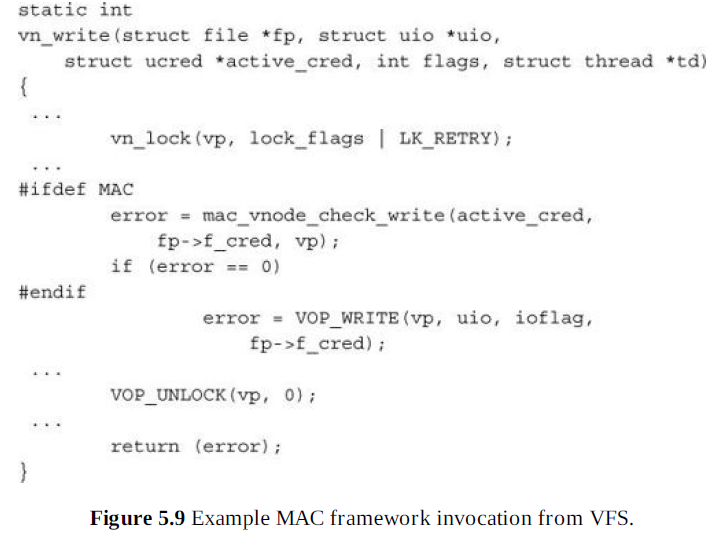 static int
vn_write(struct file *fp, struct uio *uio,
    struct ucred *active_cred, int flags, struct thread *td)
{
 ...
        vn_lock(vp, lock_flags | LK_RETRY);
 ...
#ifdef MAC
        error = mac_vnode_check_write(active_cred,
            fp->f_cred, vp);
        if (error == 0)
#endif
                error = VOP_WRITE(vp, uio, ioflag,
                    fp->f_cred);
 ...
        VOP_UNLOCK(vp, 0);
 ...
        return (error);
}
Figure 5.9 Example MAC framework invocation from VFS.